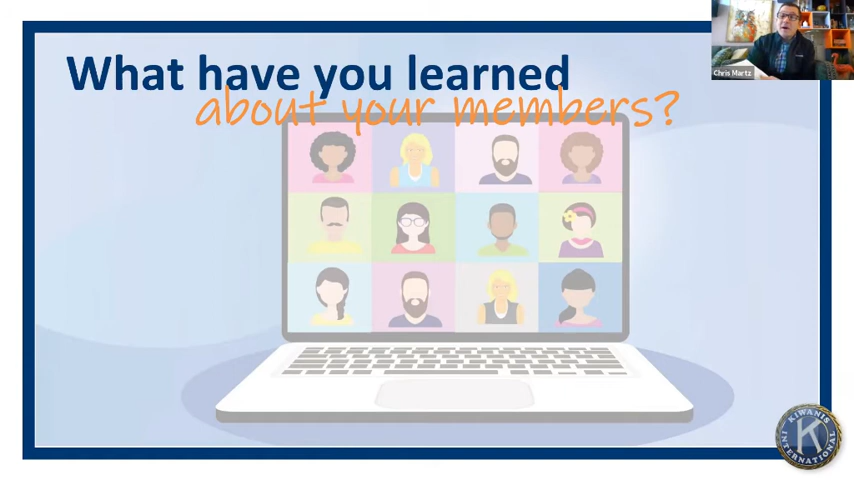 What have you learned
about your members?
Chris Martz
KIWANIS
K
INTERNATIONAL